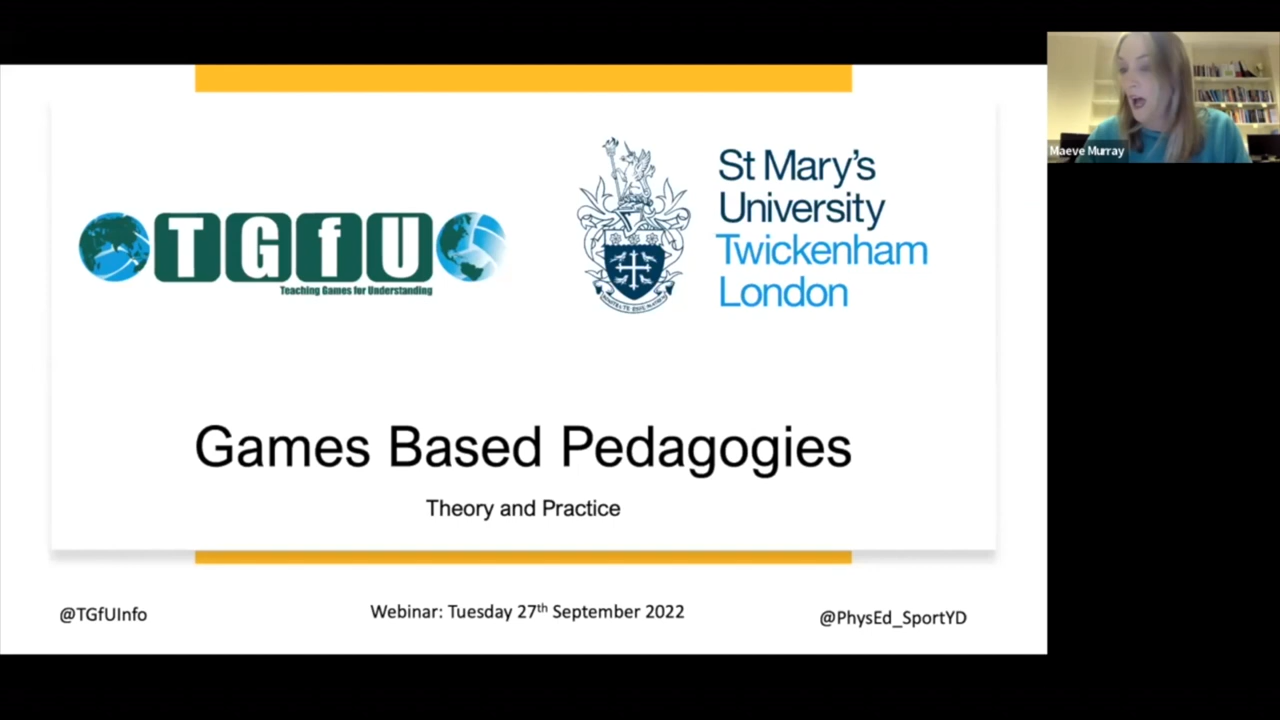 TGfU
Teaching Games for Understanding
St Mary's
University
Twickenham
London
Maeve Murray
Games Based Pedagogies
Theory and Practice
@TGfUInfo
Webinar: Tuesday 27th September 2022
@PhysEd_SportYD